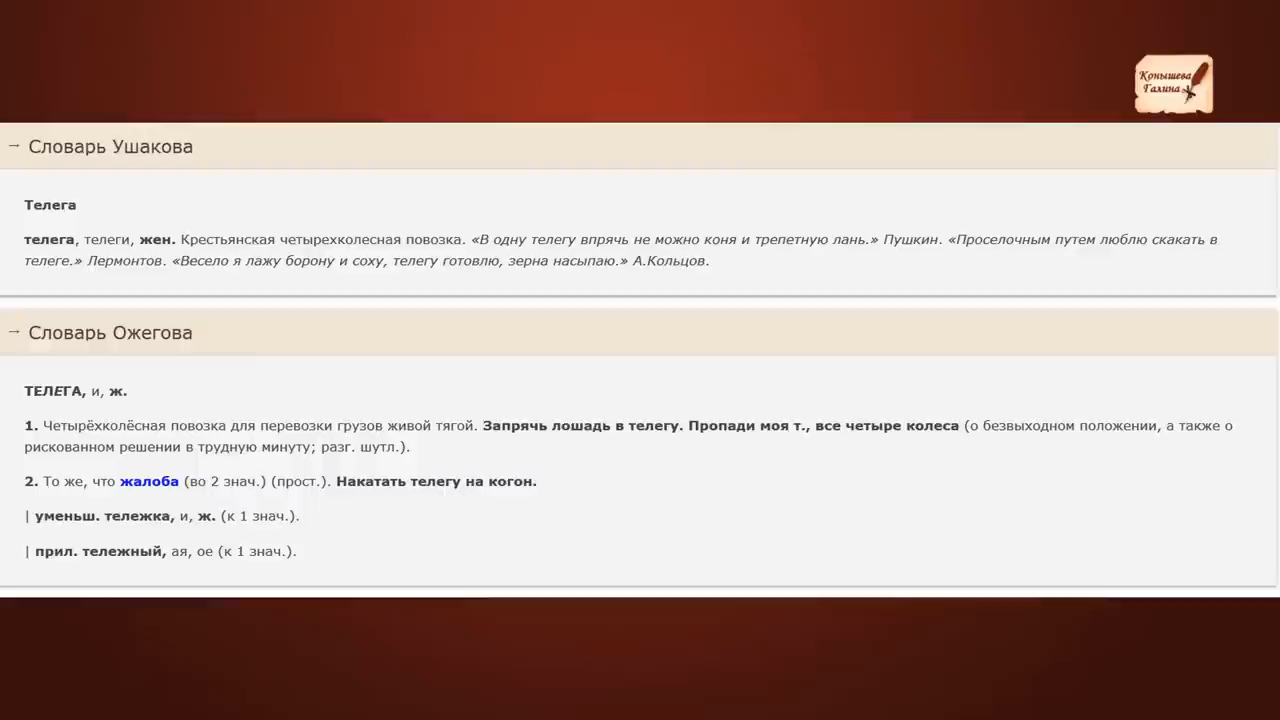 Конышева
Галина
→ Словарь Ушакова
Телега
телега, телеги, жен. Крестьянская четырехколесная повозка. «В одну телегу впрячь не можно коня и трепетную лань.» Пушкин. «Проселочным путем люблю скакать в
телеге.» Лермонтов. «Весело я лажу борону и соху, телегу готовлю, зерна насыпаю.» А.Кольцов.
→ Словарь Ожегова
ТЕЛЕГА, и, ж.
1. Четырёхколёсная повозка для перевозки грузов живой тягой. Запрячь лошадь в телегу. Пропади моя т., все четыре колеса (о безвыходном положении, а также о
рискованном решении в трудную минуту; разг. шутл.).
2. То же, что жалоба (во 2 знач.) (прост.). Накатать телегу на когон.
| уменьш. тележка, и, ж. (к 1 знач.).
| прил. тележный, ая, ое (к 1 знач.).